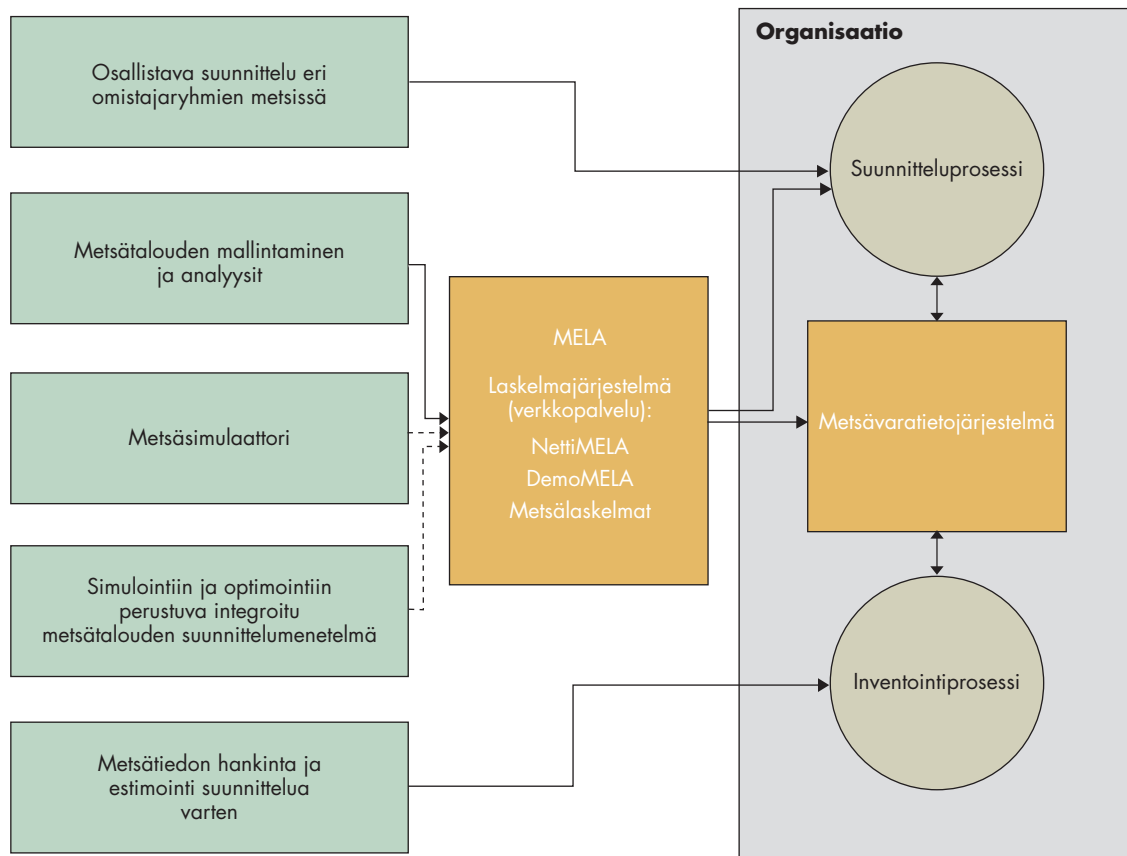 Osallistava suunnittelu eri
omistajaryhmien metsissä
Metsätalouden mallintaminen
ja analyysit
Metsäsimulaattori
Simulointiin ja optimointiin
perustuva integroitu
metsätalouden suunnittelumenetelmä
Metsätiedon hankinta ja
estimointi suunnittelua
varten
MELA
Laskelmajärjestelmä
(verkkopalvelu):
NettiMELA
DemoMELA
Metsälaskelmat
Organisaatio
Suunnitteluprosessi
Metsävaratietojärjestelmä
Inventointiprosessi